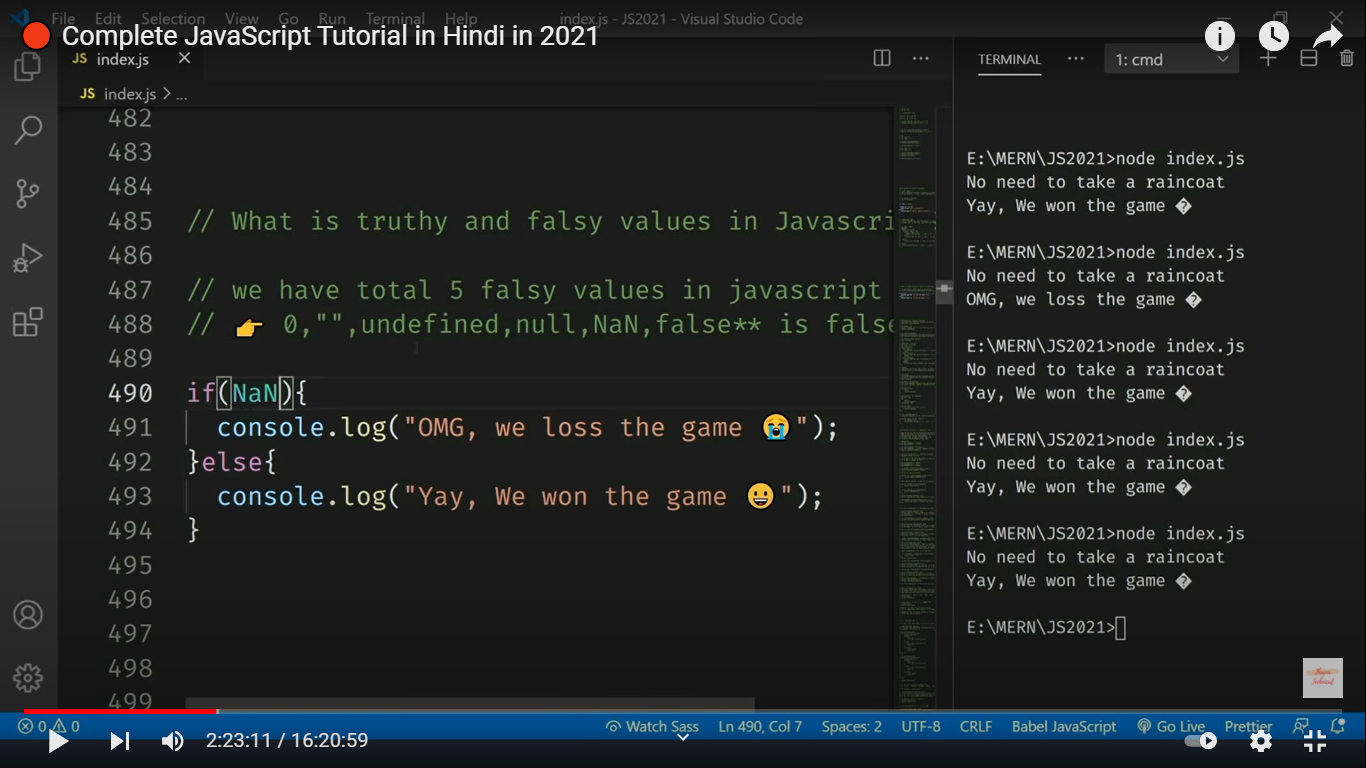 File Edit Selection View Go Run Terminal Help index.js - JS2021 - Visual Studio Code
Complete JavaScript Tutorial in Hindi in 2021
JS index.js
JS index.js > ...
482
483
484
485 // What is truthy and falsy values in Javascri
486
487 // we have total 5 falsy values in javascript
488 // 👉 0,"",undefined,null,NaN,false** is false
489
490 if(NaN){
491 console.log("OMG, we loss the game 😭");
492 }else{
493 console.log("Yay, We won the game 😀");
494 }
495
496
497
498
499
TERMINAL ... 1: cmd
E:\MERN\JS2021>node index.js
No need to take a raincoat
Yay, We won the game �
E:\MERN\JS2021>node index.js
No need to take a raincoat
OMG, we loss the game �
E:\MERN\JS2021>node index.js
No need to take a raincoat
Yay, We won the game �
E:\MERN\JS2021>node index.js
No need to take a raincoat
Yay, We won the game �
E:\MERN\JS2021>node index.js
No need to take a raincoat
Yay, We won the game �
E:\MERN\JS2021>
0 0 Watch Sass Ln 490, Col 7 Spaces: 2 UTF-8 CRLF Babel JavaScript Go Live Prettier
2:23:11 / 16:20:59